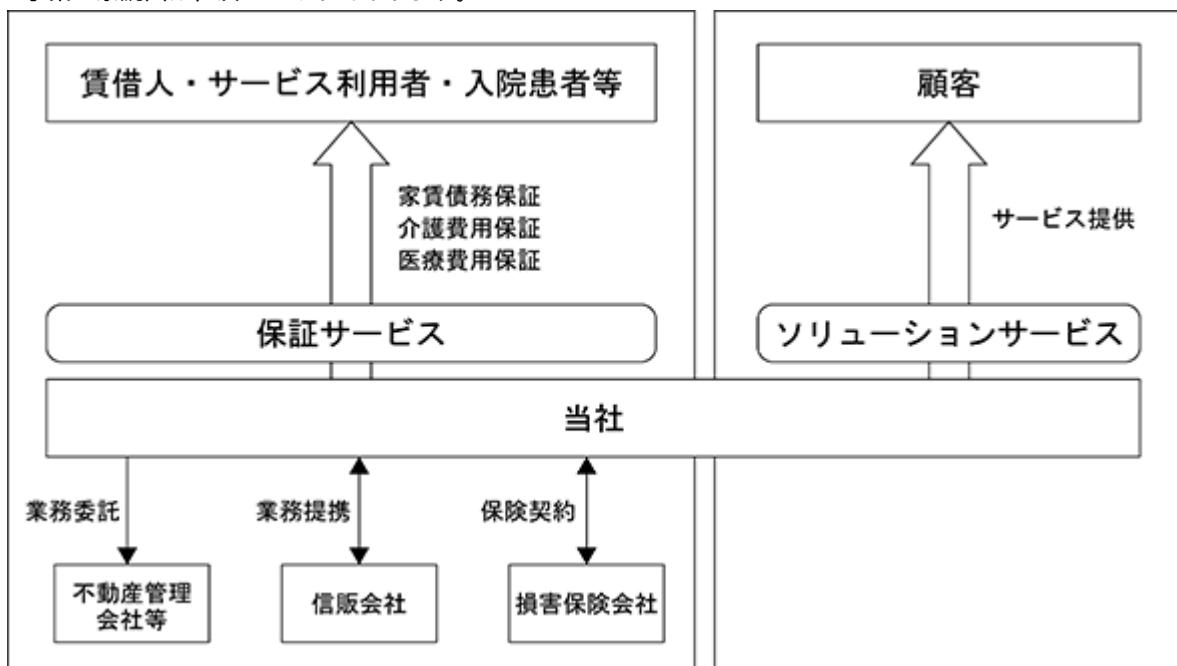 賃借人・サービス利用者・入院患者等
顧客
家賃債務保証
介護費用保証
医療費用保証
サービス提供
保証サービス
ソリューションサービス
当社
業務委託
業務提携
保険契約
不動産管理
会社等
信販会社
損害保険会社